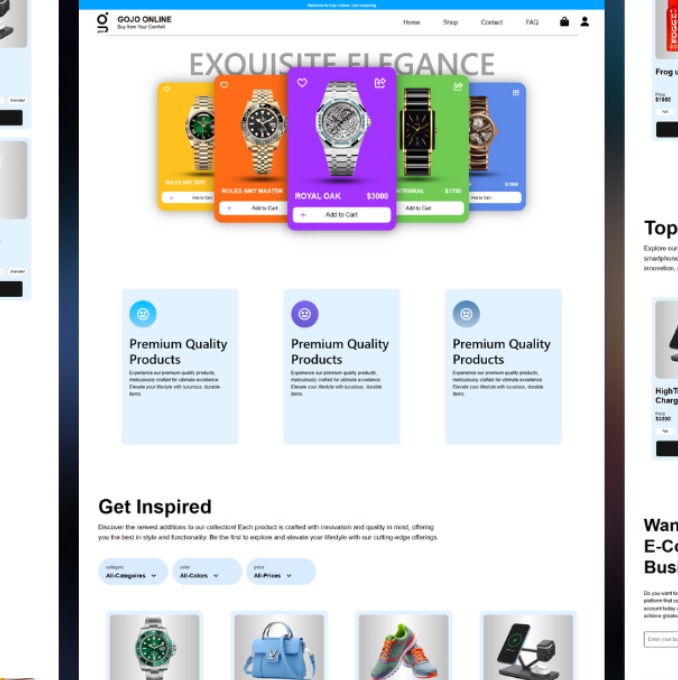 Welcome to Gojo Online, start exploring
GOJO ONLINE
Buy from Your Comfort
Home
Shop
Contact
FAQ
EXQUISITE ELEGANCE
ROLEX GMT MASTER
ROYAL OAK
$3000
$1700
Add to Cart
Add to Cart
Add to Cart
Add to Cart
Add to Cart
Premium Quality
Products
Experience our premium quality products,
meticulously crafted for ultimate excellence.
Elevate your lifestyle with luxurious, durable
items.
Premium Quality
Products
Experience our premium quality products,
meticulously crafted for ultimate excellence.
Elevate your lifestyle with luxurious, durable
items.
Premium Quality
Products
Experience our premium quality products,
meticulously crafted for ultimate excellence.
Elevate your lifestyle with luxurious, durable
items.
Get Inspired
Discover the newest additions to our collection! Each product is crafted with innovation and quality in mind, offering
you the best in style and functionality. Be the first to explore and elevate your lifestyle with our cutting-edge offerings.
category
All-Categoires
color
All-Colors
price
All-Prices
Frog u
Price
$1650
Top
Explore our
smartphone
innovation,
HighTe
Charg
Price
$3200
Wan
E-Co
Busi
Do you want to
platform that co
account today a
achieve greate
Enter your bu